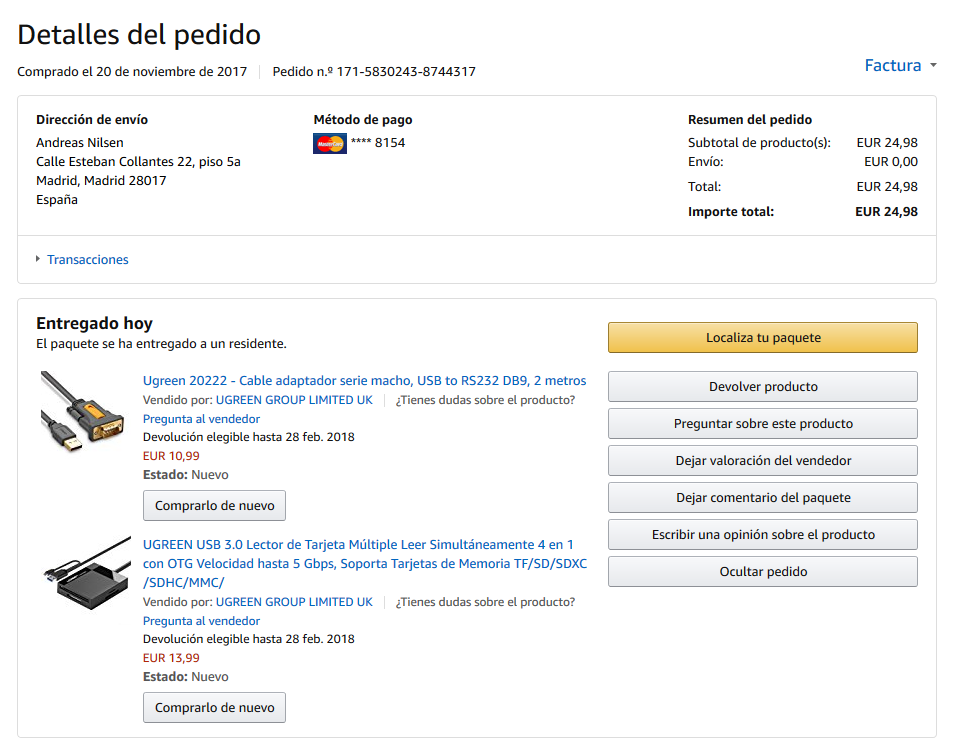 Detalles del pedido
Comprado el 20 de noviembre de 2017 Pedido n.º 171-5830243-8744317
Factura
Dirección de envío
Andreas Nilsen
Calle Esteban Collantes 22, piso 5a
Madrid, Madrid 28017
España
Método de pago
MasterCard **** 8154
Resumen del pedido
Subtotal de producto(s): EUR 24,98
Envío: EUR 0,00
Total: EUR 24,98
Importe total: EUR 24,98
Transacciones
Entregado hoy
El paquete se ha entregado a un residente.
Ugreen 20222 - Cable adaptador serie macho, USB to RS232 DB9, 2 metros
Vendido por: UGREEN GROUP LIMITED UK ¿Tienes dudas sobre el producto?
Pregunta al vendedor
Devolución elegible hasta 28 feb. 2018
EUR 10,99
Estado: Nuevo
Comprarlo de nuevo
UGREEN USB 3.0 Lector de Tarjeta Múltiple Leer Simultáneamente 4 en 1
con OTG Velocidad hasta 5 Gbps, Soporta Tarjetas de Memoria TF/SD/SDXC
/SDHC/MMC/
Vendido por: UGREEN GROUP LIMITED UK ¿Tienes dudas sobre el producto?
Pregunta al vendedor
Devolución elegible hasta 28 feb. 2018
EUR 13,99
Estado: Nuevo
Comprarlo de nuevo
Localiza tu paquete
Devolver producto
Preguntar sobre este producto
Dejar valoración del vendedor
Dejar comentario del paquete
Escribir una opinión sobre el producto
Ocultar pedido